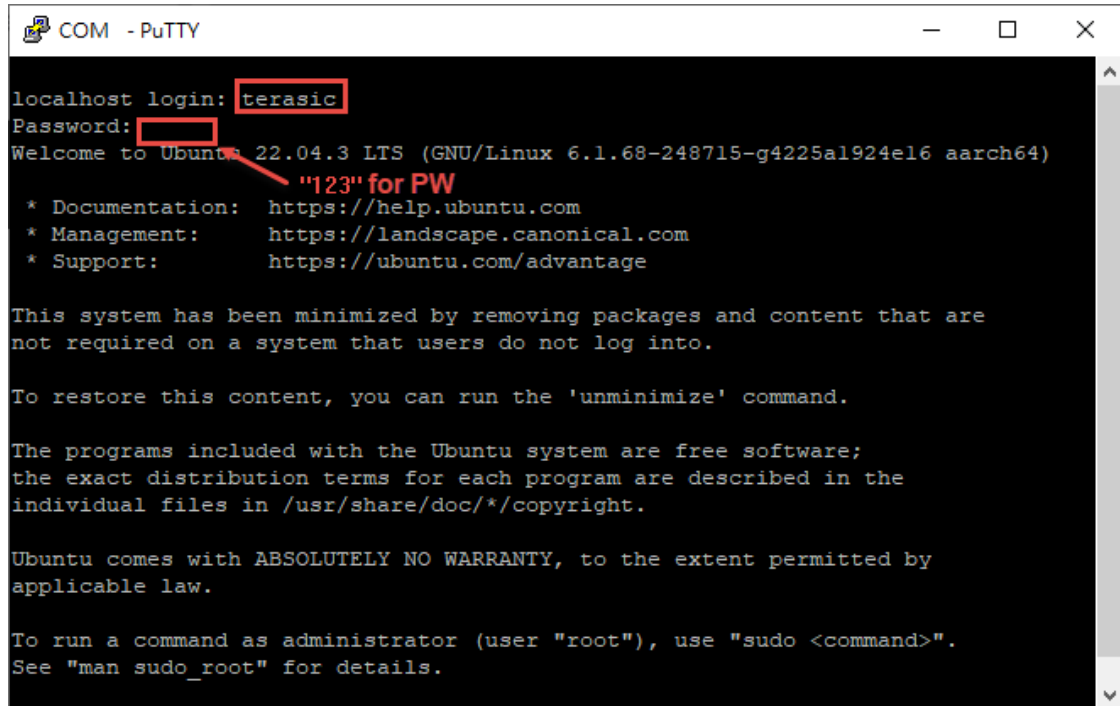 COM - PuTTY
localhost login: terasic
Password:
Welcome to Ubuntu 22.04.3 LTS (GNU/Linux 6.1.68-248715-g4225a1924e16 aarch64)
"123" for PW
* Documentation: https://help.ubuntu.com
* Management: https://landscape.canonical.com
* Support: https://ubuntu.com/advantage
This system has been minimized by removing packages and content that are
not required on a system that users do not log into.
To restore this content, you can run the 'unminimize' command.
The programs included with the Ubuntu system are free software;
the exact distribution terms for each program are described in the
individual files in /usr/share/doc/*/copyright.
Ubuntu comes with ABSOLUTELY NO WARRANTY, to the extent permitted by
applicable law.
To run a command as administrator (user "root"), use "sudo <command>".
See "man sudo_root" for details.